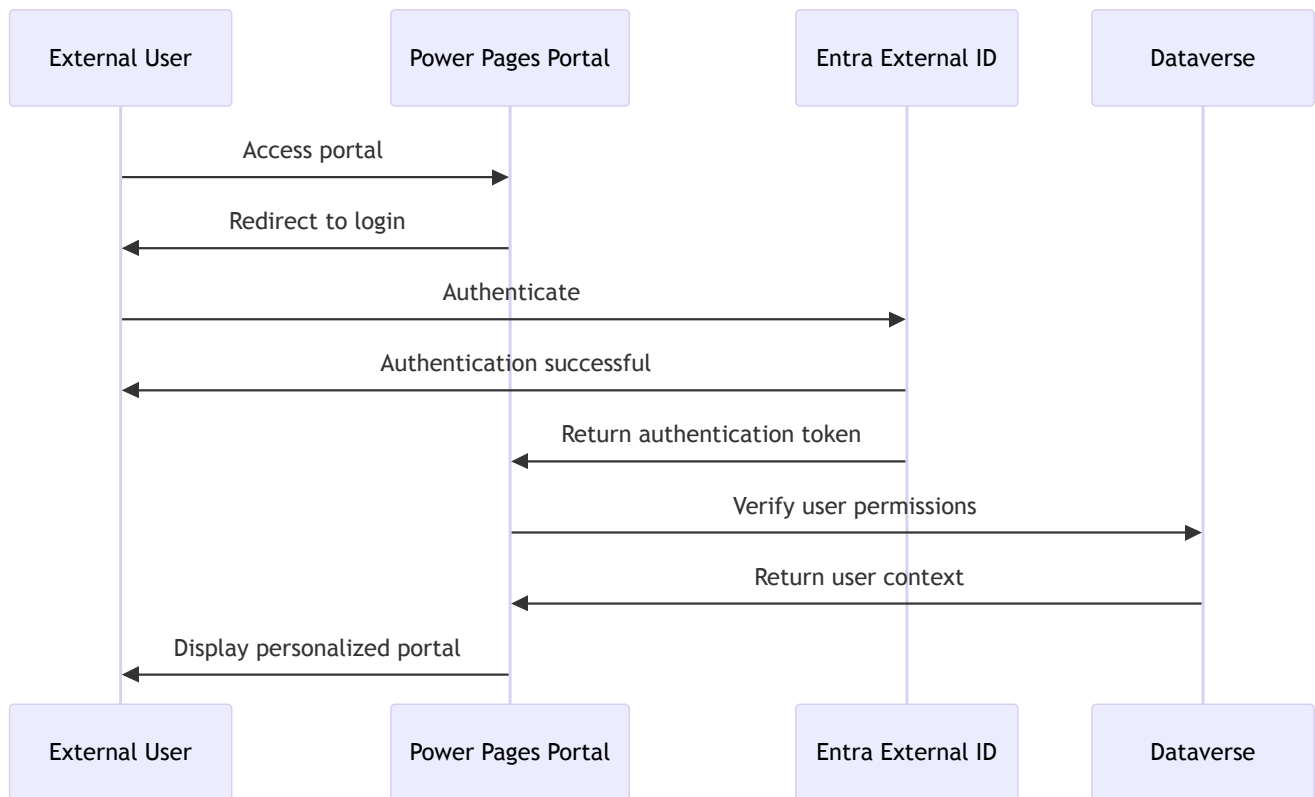 External User
Power Pages Portal
Entra External ID
Dataverse
Access portal
Redirect to login
Authenticate
Authentication successful
Return authentication token
Verify user permissions
Return user context
Display personalized portal
External User
Power Pages Portal
Entra External ID
Dataverse